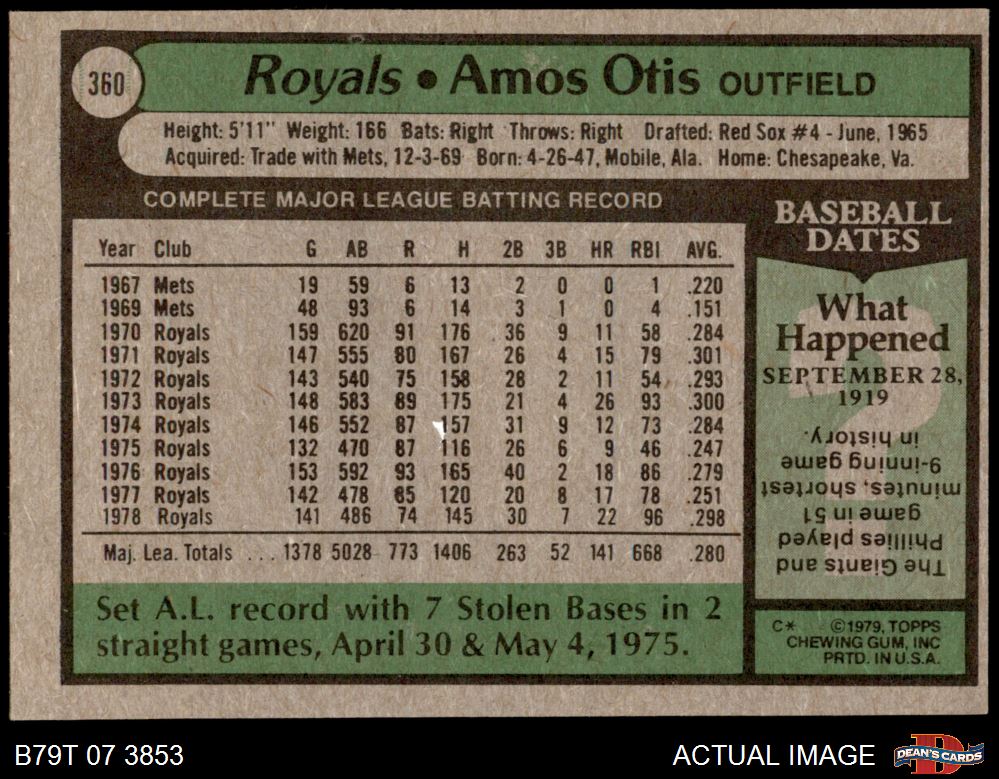 360
Royals • Amos Otis OUTFIELD
Height: 5'11" Weight: 166 Bats: Right Throws: Right Drafted: Red Sox #4 - June, 1965
Acquired: Trade with Mets, 12-3-69 Born: 4-26-47, Mobile, Ala. Home: Chesapeake, Va.
COMPLETE MAJOR LEAGUE BATTING RECORD
Year Club G AB R H 2B 3B HR RBI AVG.
1967 Mets 19 59 6 13 2 0 0 1 .220
1969 Mets 48 93 6 14 3 1 0 4 .151
1970 Royals 159 620 91 176 36 9 11 58 .284
1971 Royals 147 555 80 167 26 4 15 79 .301
1972 Royals 143 540 75 158 28 2 11 54 .293
1973 Royals 148 583 89 175 21 4 26 93 .300
1974 Royals 146 552 87 157 31 9 12 73 .284
1975 Royals 132 470 87 116 26 6 9 46 .247
1976 Royals 153 592 93 165 40 2 18 86 .279
1977 Royals 142 478 85 120 20 8 17 78 .251
1978 Royals 141 486 74 145 30 7 22 96 .298
Maj. Lea. Totals ... 1378 5028 773 1406 263 52 141 668 .280
Set A.L. record with 7 Stolen Bases in 2
straight games, April 30 & May 4, 1975.
BASEBALL
DATES
What
Happened
SEPTEMBER 28,
1919
The Giants and
Phillies played
game in 51
minutes, shortest
9-inning game
in history.
C* ©1979, TOPPS
CHEWING GUM, INC
PRTD. IN U.S.A.
B79T 07 3853
ACTUAL IMAGE
DEAN'S CARDS